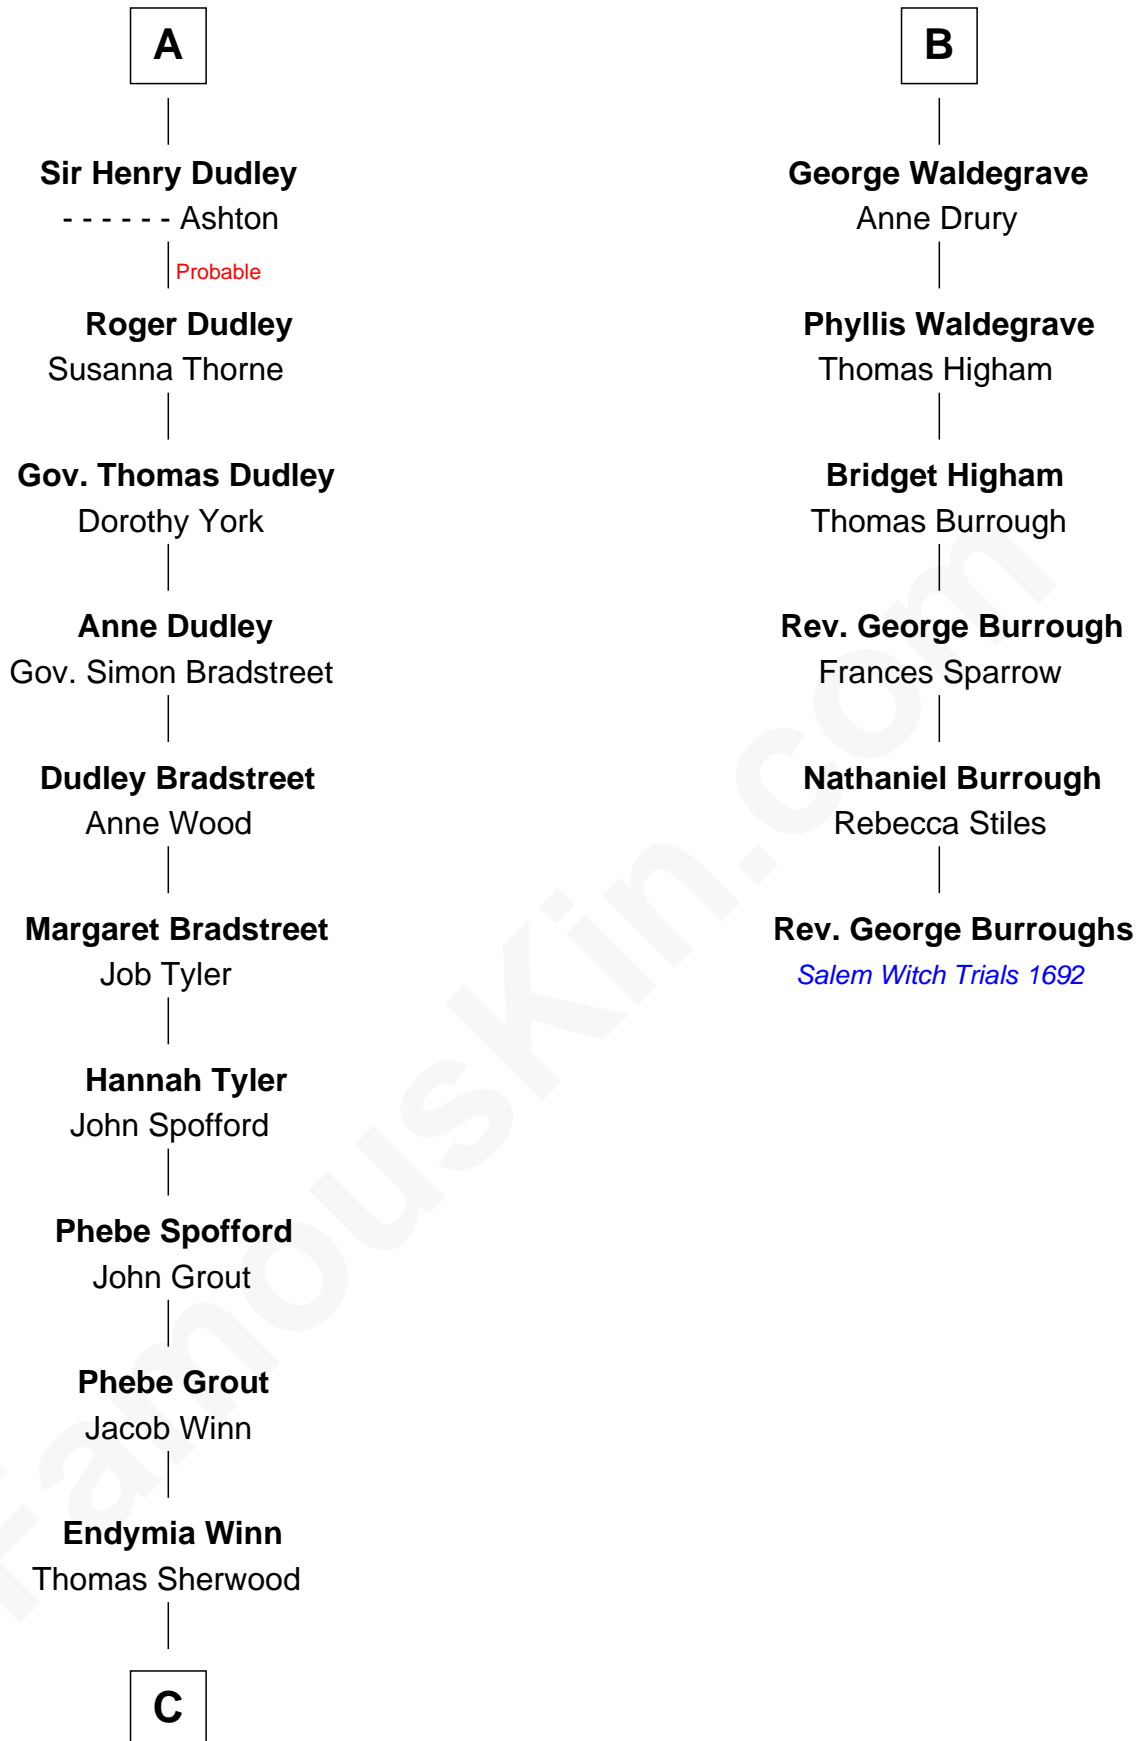 A
Sir Henry Dudley
- - - - - - Ashton
Probable
Roger Dudley
Susanna Thorne
Gov. Thomas Dudley
Dorothy York
Anne Dudley
Gov. Simon Bradstreet
Dudley Bradstreet
Anne Wood
Margaret Bradstreet
Job Tyler
Hannah Tyler
John Spofford
Phebe Spofford
John Grout
Phebe Grout
Jacob Winn
Endymia Winn
Thomas Sherwood
C
B
George Waldegrave
Anne Drury
Phyllis Waldegrave
Thomas Higham
Bridget Higham
Thomas Burrough
Rev. George Burrough
Frances Sparrow
Nathaniel Burrough
Rebecca Stiles
Rev. George Burroughs
Salem Witch Trials 1692
FamousKin.com